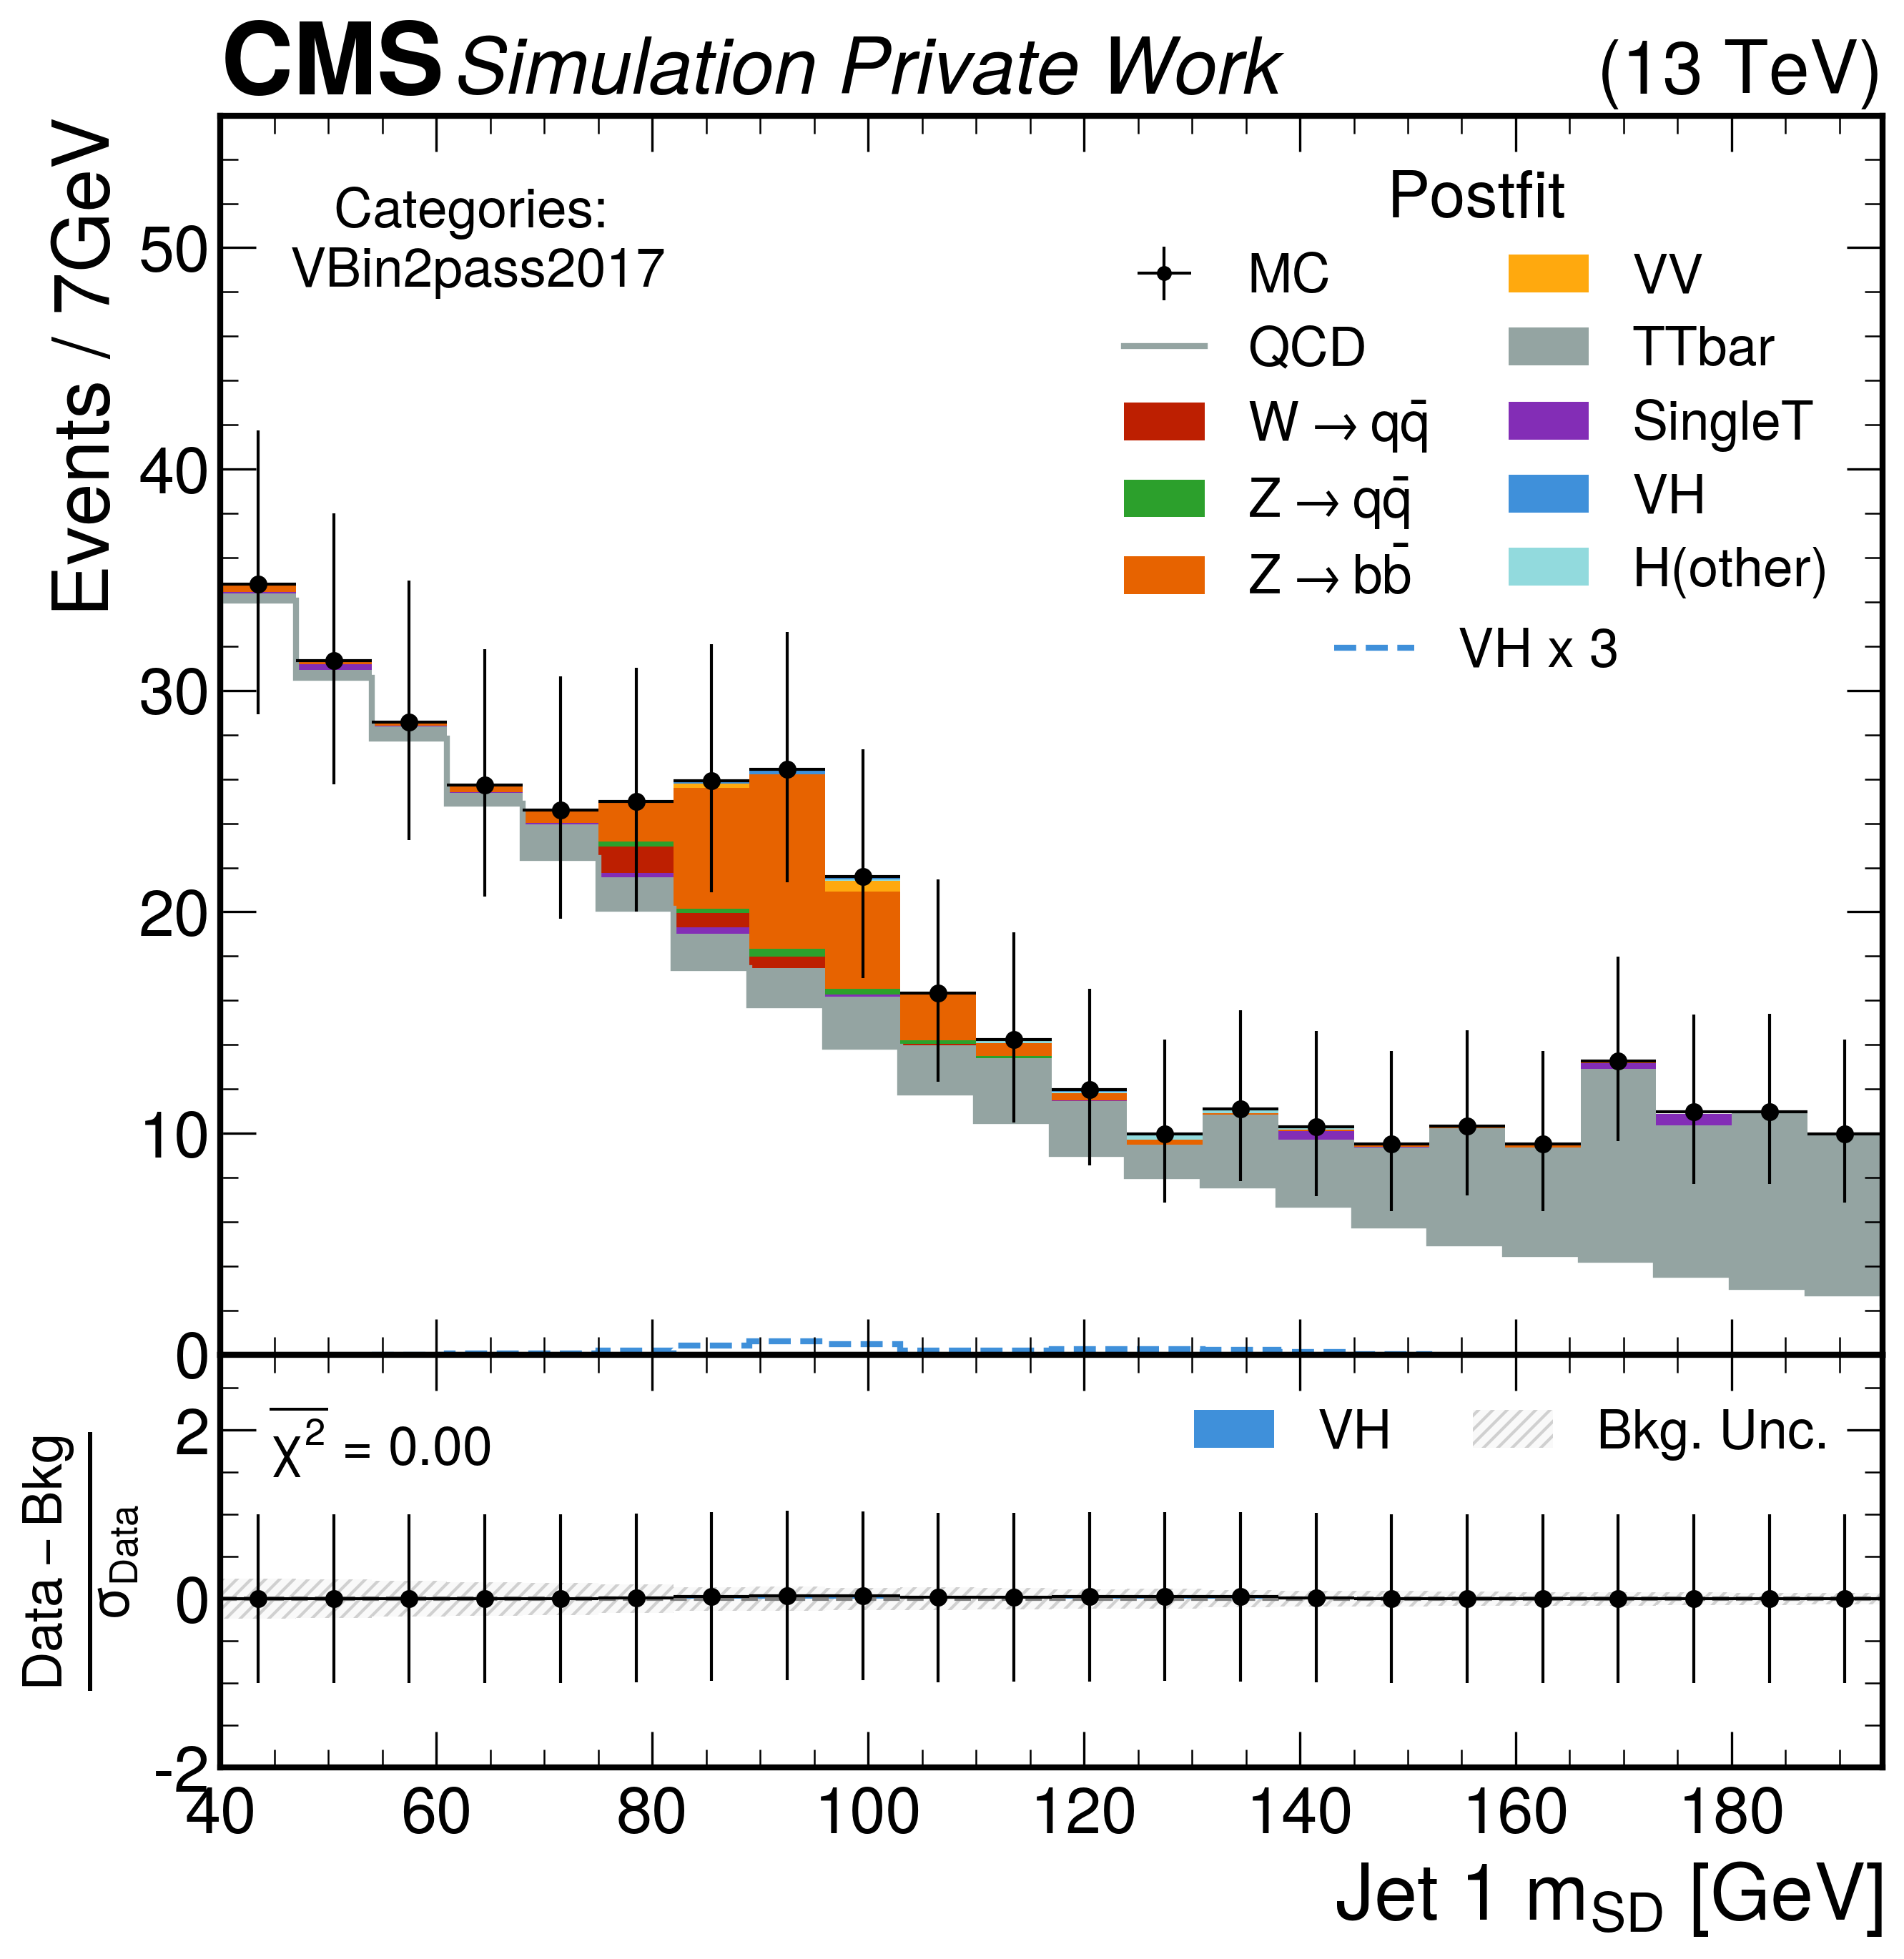 CMS Simulation Private Work (13 TeV)
Events / 7GeV
Categories:
VBin2pass2017
Postfit
MC
QCD
W → qq̄
Z → qq̄
Z → bb̄
VV
TTbar
SingleT
VH
H(other)
VH x 3
50
40
30
20
10
0
Data – Bkg
σData
χ² = 0.00
VH
Bkg. Unc.
2
0
-2
40 60 80 100 120 140 160 180
Jet 1 mSD [GeV]